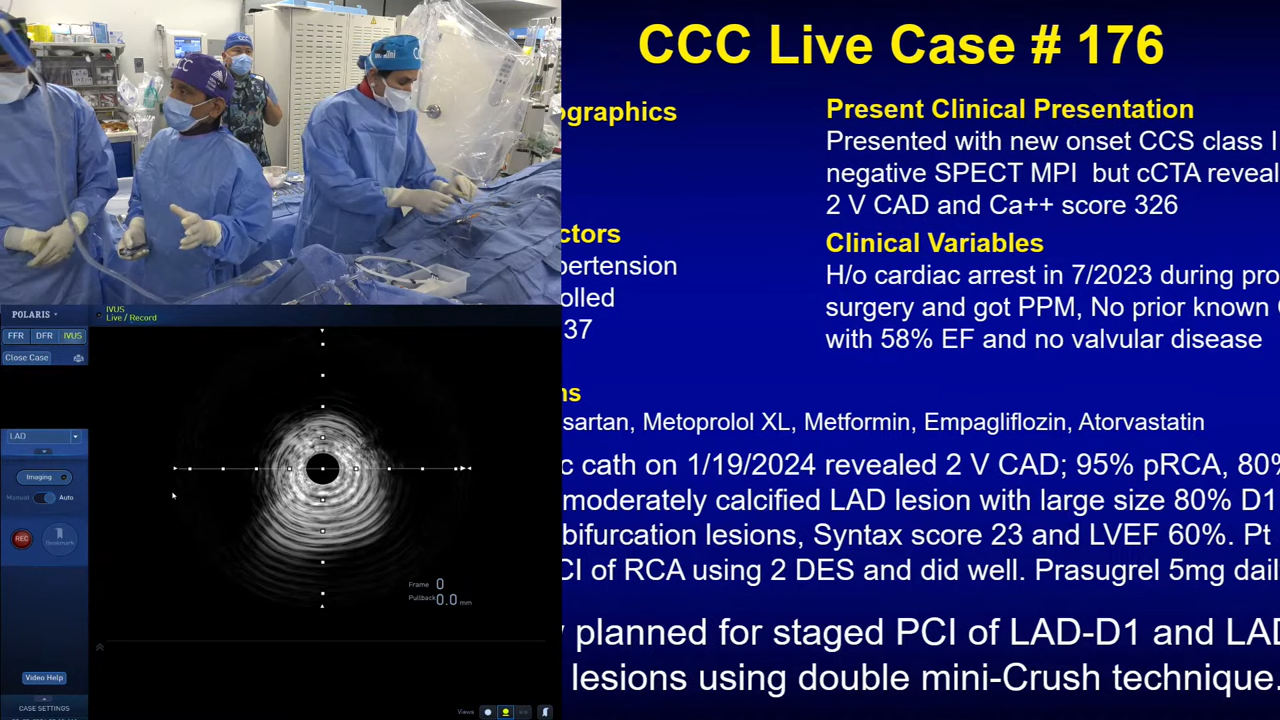 CCC Live Case # 176
ographics
ctors
pertension
olled
37
ns
Present Clinical Presentation
Presented with new onset CCS class I
negative SPECT MPI but cCTA reveal
2 V CAD and Ca++ score 326
Clinical Variables
H/o cardiac arrest in 7/2023 during pro
surgery and got PPM, No prior known
with 58% EF and no valvular disease
sartan, Metoprolol XL, Metformin, Empagliflozin, Atorvastatin
c cath on 1/19/2024 revealed 2 V CAD; 95% pRCA, 80%
moderately calcified LAD lesion with large size 80% D1
bifurcation lesions, Syntax score 23 and LVEF 60%. Pt
CI of RCA using 2 DES and did well. Prasugrel 5mg dail
planned for staged PCI of LAD-D1 and LAD
lesions using double mini-Crush technique.
CCC
POLARIS
IVUS
Live / Record
FFR DFR IVUS
Close Case
LAD
Imaging
Manual Auto
REC Bookmark
Frame 0
Pullback 0.0 mm
Video Help
Views
CASE SETTINGS